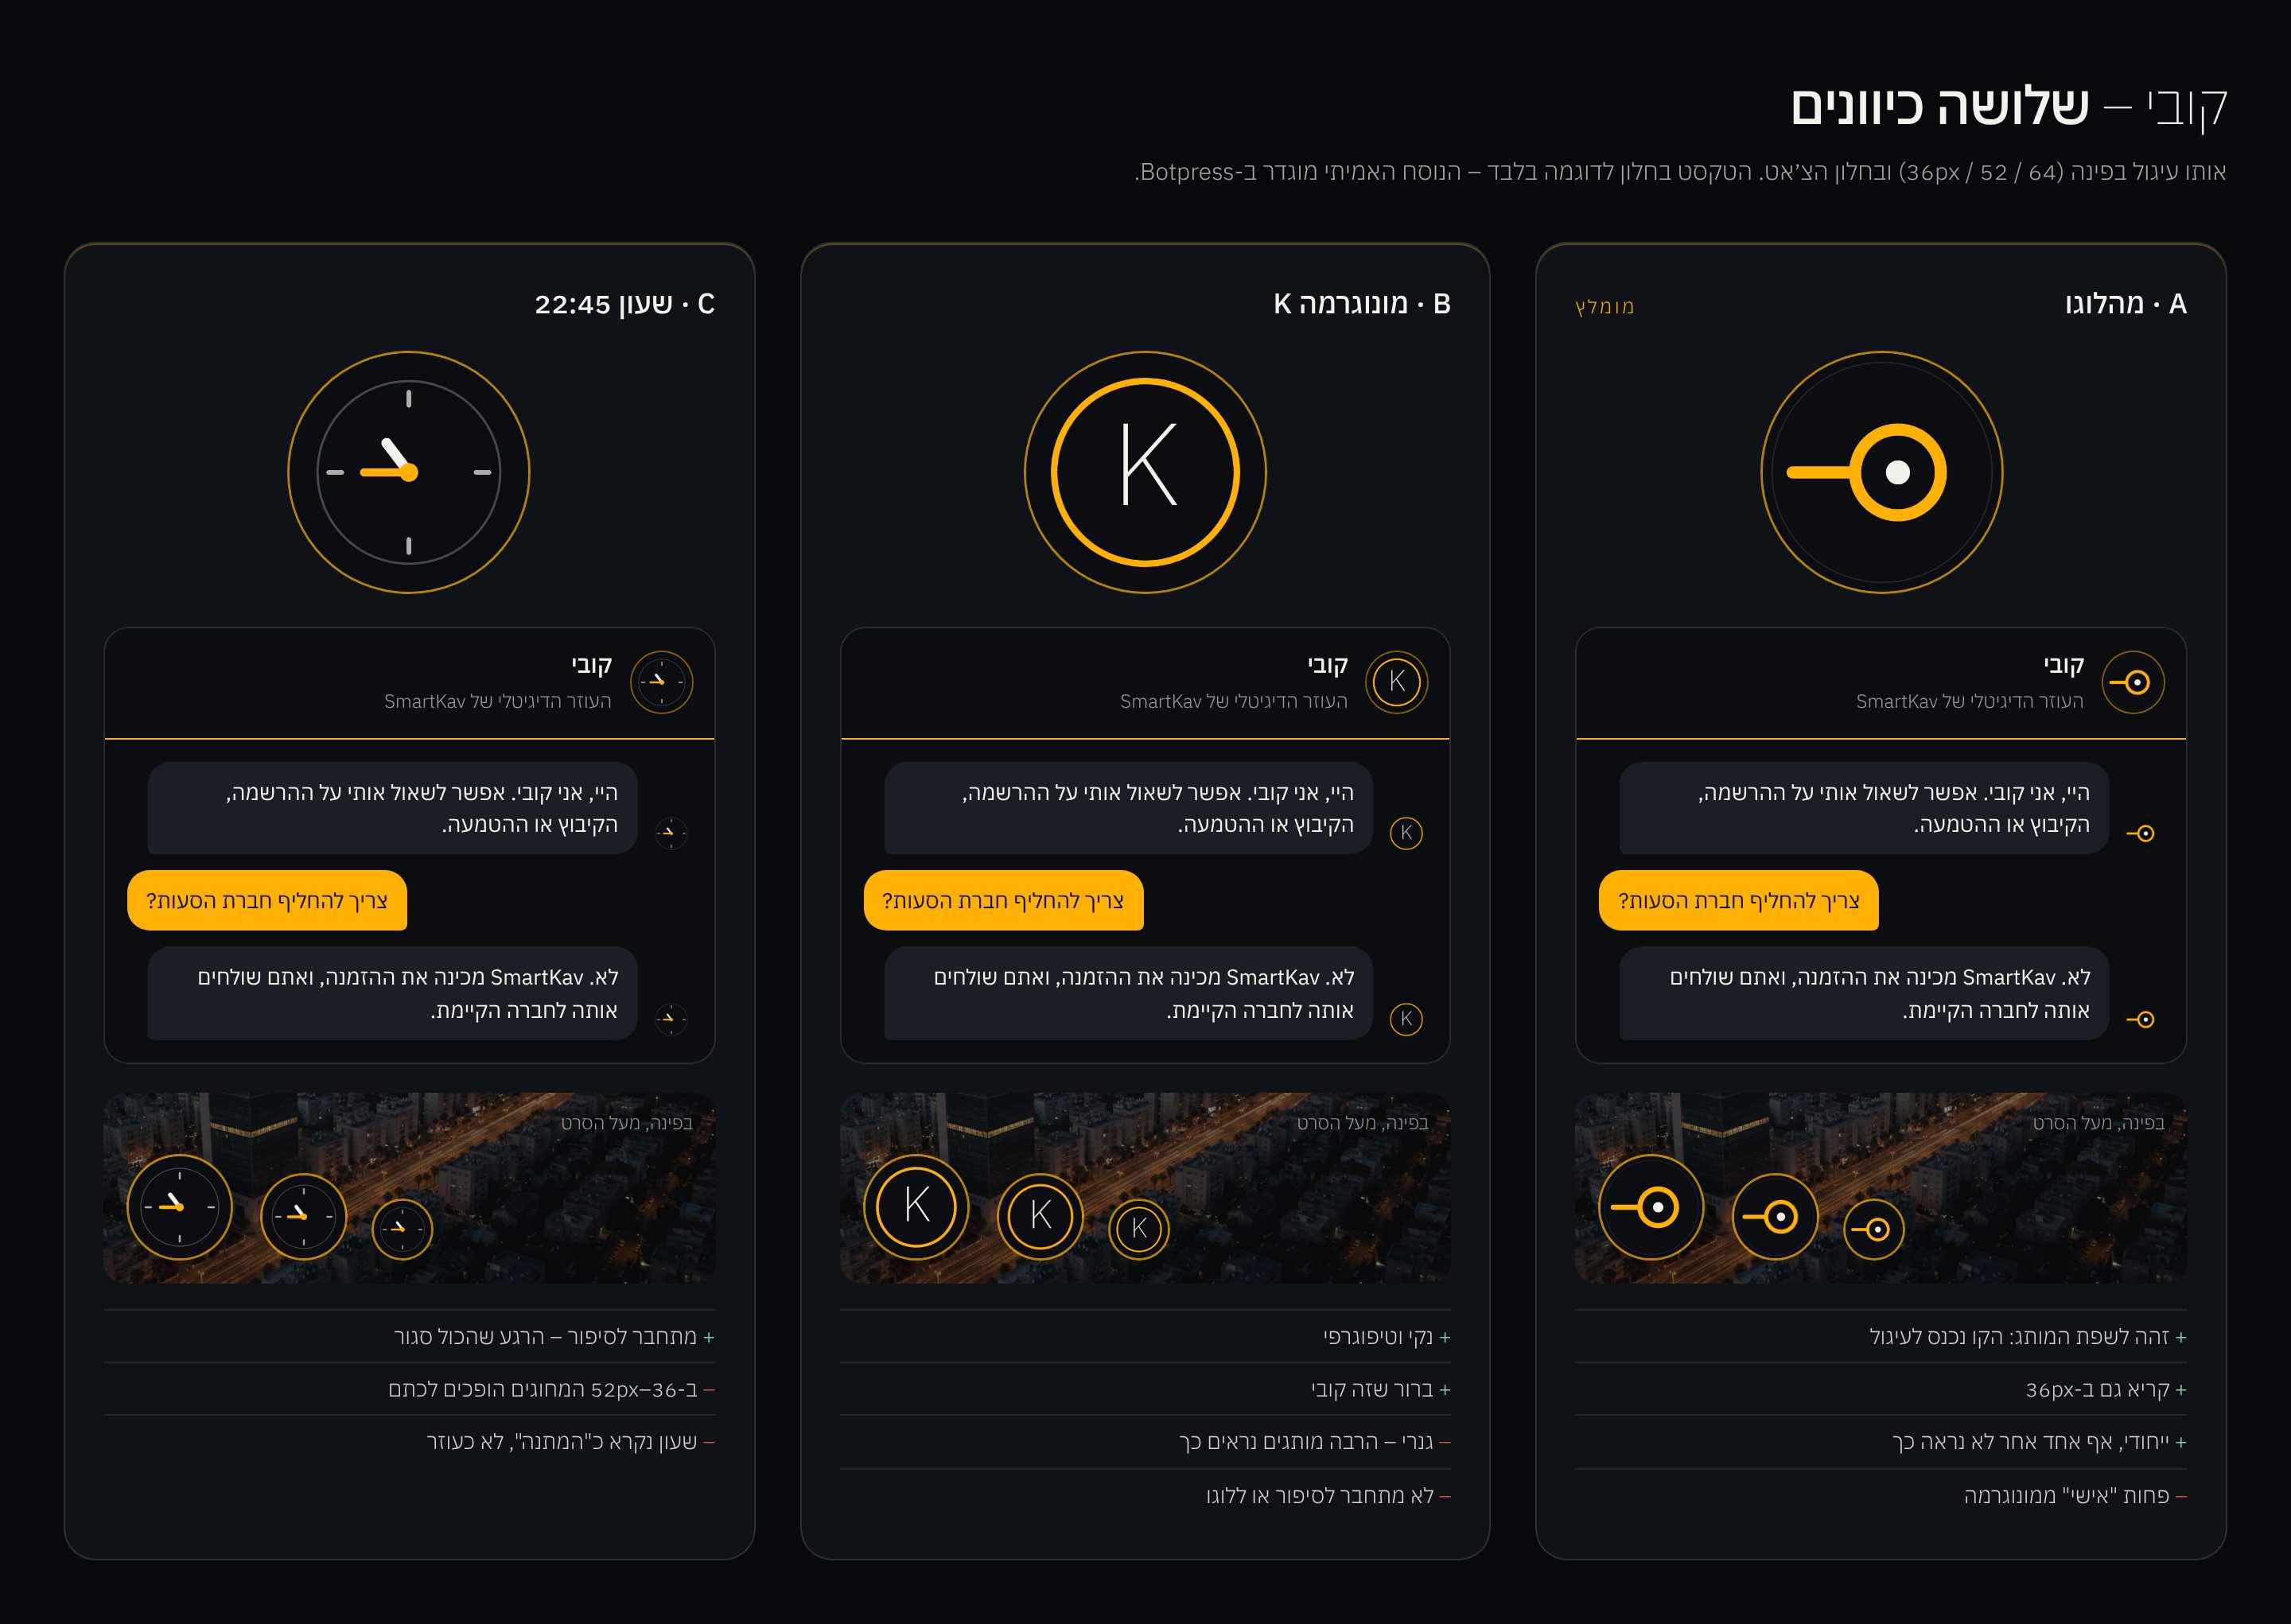 קובי – שלושה כיוונים
אותו עיגול בפינה (64 / 52 / 36px) ובחלון הצ'אט. הטקסט בחלון לדוגמה בלבד – הנוסח האמיתי מוגדר ב-Botpress.
A · מהלוגו
מומלץ
קובי
העוזר הדיגיטלי של SmartKav
היי, אני קובי. אפשר לשאול אותי על ההרשמה,
הקיבוץ או ההטמעה.
צריך להחליף חברת הסעות?
לא. SmartKav מכינה את ההזמנה, ואתם שולחים
אותה לחברה הקיימת.
בפינה, מעל הסרט
+ זהה לשפת המותג: הקו נכנס לעיגול
+ קריא גם ב-36px
+ ייחודי, אף אחד אחר לא נראה כך
– פחות "אישי" ממונוגרמה
B · מונוגרמה K
K
קובי
העוזר הדיגיטלי של SmartKav
K
היי, אני קובי. אפשר לשאול אותי על ההרשמה,
הקיבוץ או ההטמעה.
K
צריך להחליף חברת הסעות?
לא. SmartKav מכינה את ההזמנה, ואתם שולחים
אותה לחברה הקיימת.
K
בפינה, מעל הסרט
K K K
+ נקי וטיפוגרפי
+ ברור שזה קובי
– גנרי – הרבה מותגים נראים כך
– לא מתחבר לסיפור או ללוגו
C · שעון 22:45
קובי
העוזר הדיגיטלי של SmartKav
היי, אני קובי. אפשר לשאול אותי על ההרשמה,
הקיבוץ או ההטמעה.
צריך להחליף חברת הסעות?
לא. SmartKav מכינה את ההזמנה, ואתם שולחים
אותה לחברה הקיימת.
בפינה, מעל הסרט
+ מתחבר לסיפור – הרגע שהכול סגור
– ב-36–52px המחוגים הופכים לכתם
– שעון נקרא כ"המתנה", לא כעוזר